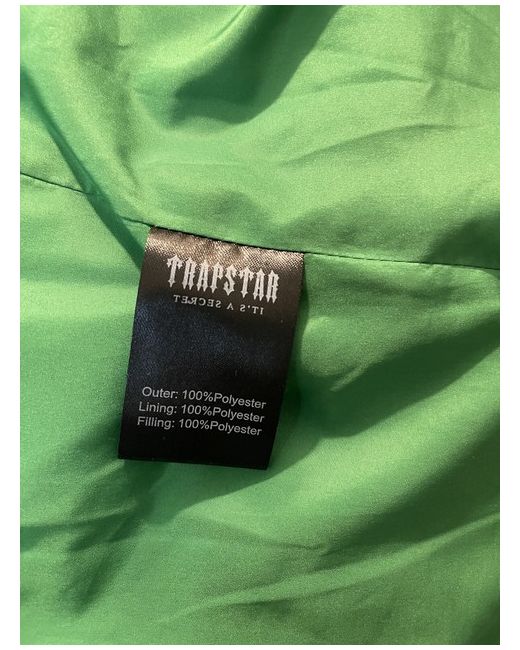 TRAPSTAR
IT'S A SECRET
Outer: 100%Polyester
Lining: 100%Polyester
Filling: 100%Polyester